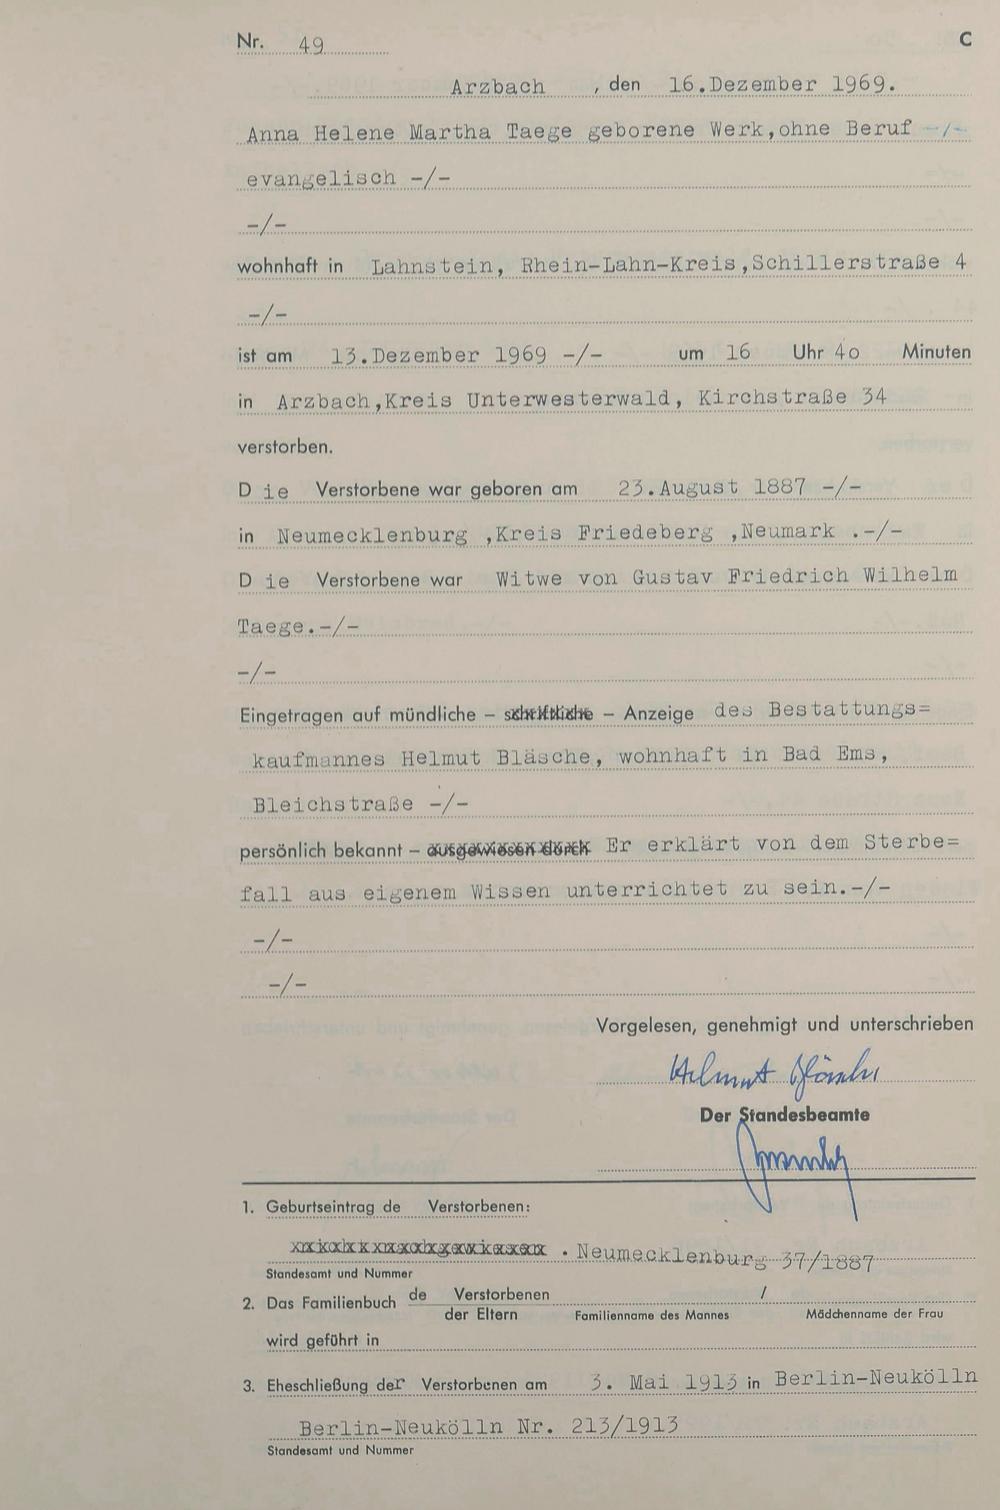 Nr. 49 C
Arzbach , den 16.Dezember 1969.
Anna Helene Martha Taege geborene Werk,ohne Beruf -/-
evangelisch -/-
-/-
wohnhaft in Lahnstein, Rhein-Lahn-Kreis,Schillerstraße 4
-/-
ist am 13.Dezember 1969 -/- um 16 Uhr 4o Minuten
in Arzbach,Kreis Unterwesterwald, Kirchstraße 34
verstorben.
D ie Verstorbene war geboren am 23.August 1887 -/-
in Neumecklenburg ,Kreis Friedeberg ,Neumark .-/-
D ie Verstorbene war Witwe von Gustav Friedrich Wilhelm
Taege.-/-
-/-
Eingetragen auf mündliche – schriftliche – Anzeige des Bestattungs=
kaufmannes Helmut Bläsche, wohnhaft in Bad Ems,
Bleichstraße -/-
persönlich bekannt – ausgewiesen durch Er erklärt von dem Sterbe=
fall aus eigenem Wissen unterrichtet zu sein.-/-
-/-
-/-
Vorgelesen, genehmigt und unterschrieben
Helmut Bläsche
Der Standesbeamte
1. Geburtseintrag de Verstorbenen:
. Neumecklenburg 37/1887
Standesamt und Nummer
2. Das Familienbuch de Verstorbenen /
der Eltern Familienname des Mannes Mädchenname der Frau
wird geführt in
3. Eheschließung der Verstorbenen am 3. Mai 1913 in Berlin-Neukölln
Berlin-Neukölln Nr. 213/1913
Standesamt und Nummer